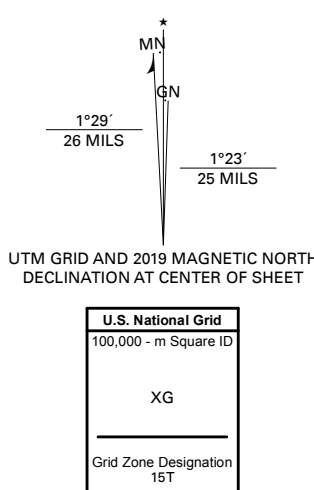 MN
GN
1°29´
26 MILS
1°23´
25 MILS
UTM GRID AND 2019 MAGNETIC NORTH
DECLINATION AT CENTER OF SHEET
U.S. National Grid
100,000 - m Square ID
XG
Grid Zone Designation
15T